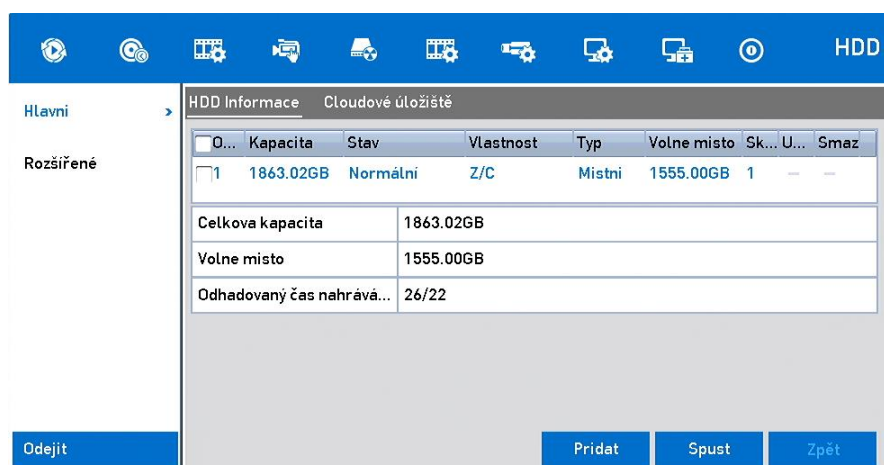 HDD
Hlavni >
Rozšířené
HDD Informace Cloudové úložiště
O... Kapacita Stav Vlastnost Typ Volne misto Sk... U... Smaz
1 1863.02GB Normální Z/C Mistni 1555.00GB 1 — —
Celkova kapacita 1863.02GB
Volne misto 1555.00GB
Odhadovaný čas nahrává... 26/22
Odejit Pridat Spust Zpět